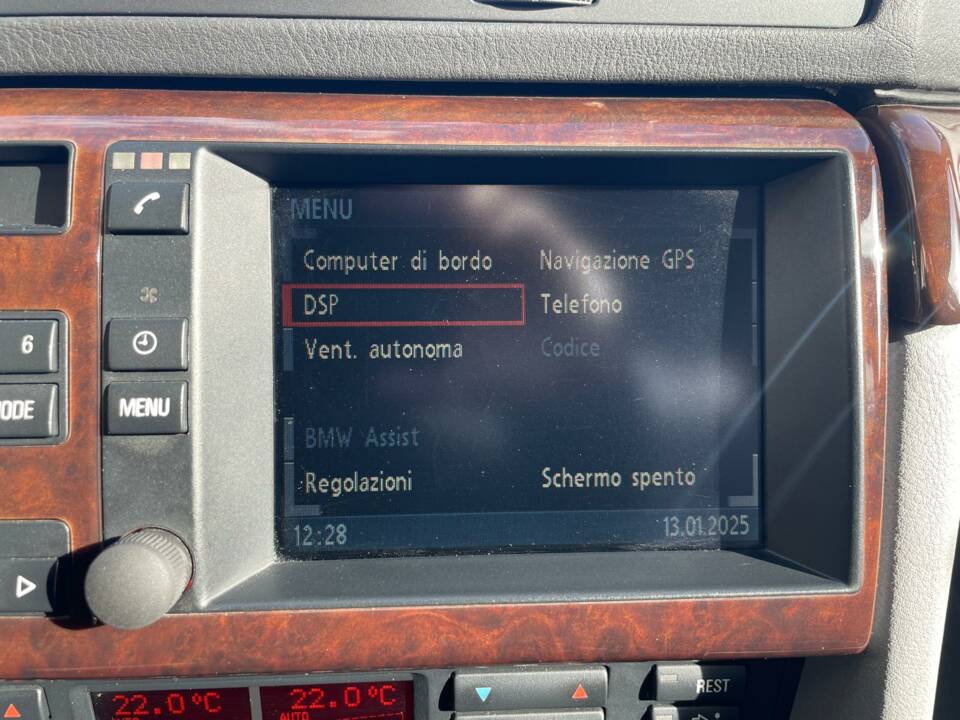 MENU
Computer di bordo Navigazione GPS
DSP Telefono
Vent. autonoma Codice
BMW Assist
Regolazioni Schermo spento
12:28 13.01.2025
6
MENU
22.0°C 22.0°C
AUTO AUTO
REST